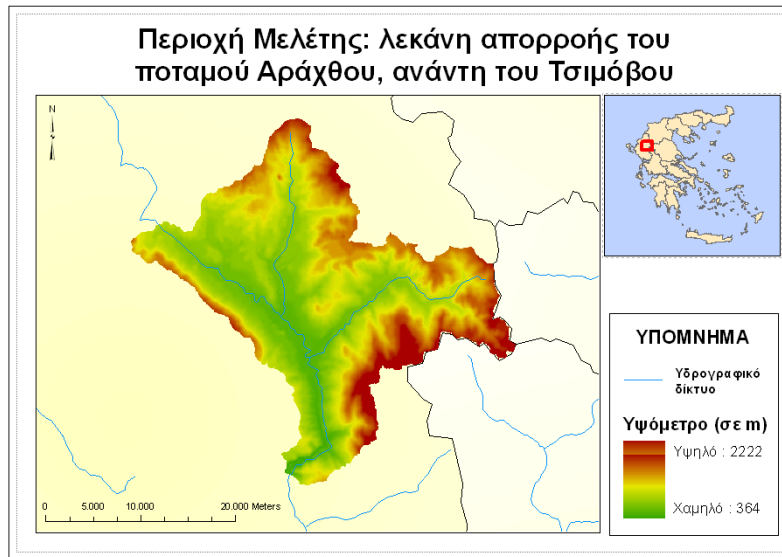 Περιοχή Μελέτης: λεκάνη απορροής του
ποταμού Αράχθου, ανάντη του Τσιμόβου
N
ΥΠΟΜΝΗΜΑ
Υδρογραφικό
δίκτυο
Υψόμετρο (σε m)
Υψηλό : 2222
Χαμηλό : 364
0 5.000 10.000 20.000 Meters